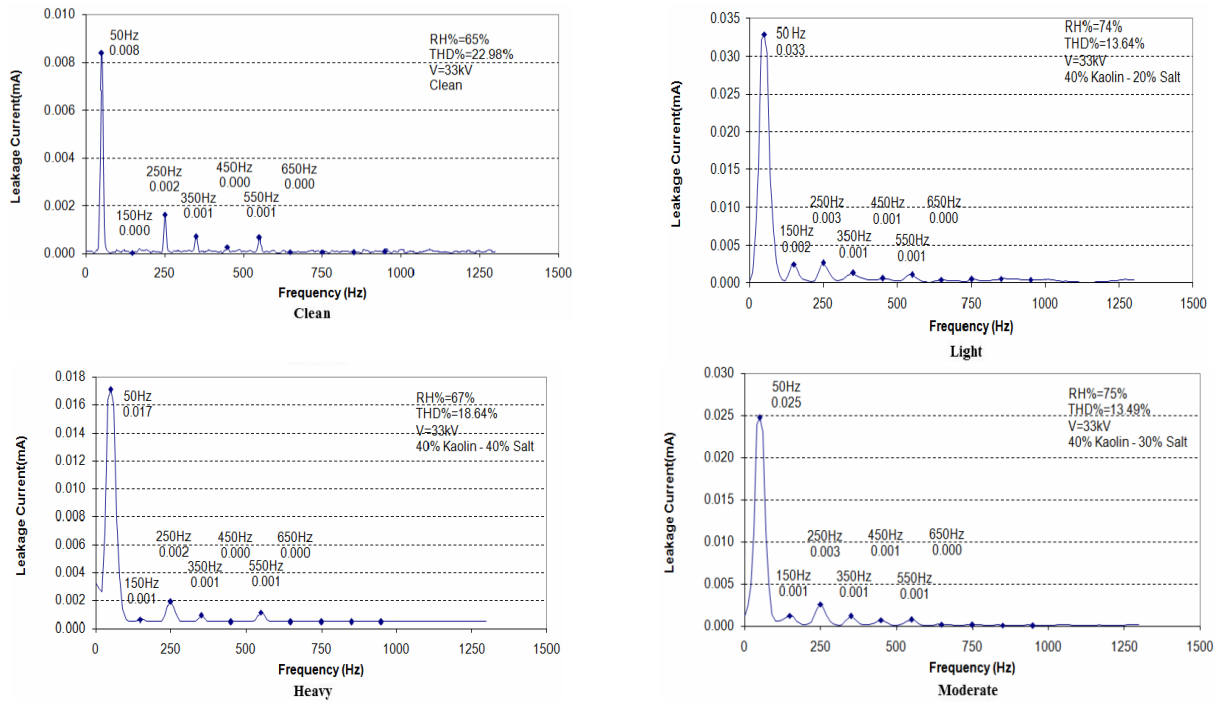 0.010
0.008
0.006
0.004
0.002
0.000
Leakage Current(mA)
50Hz
0.008
RH%=65%
THD%=22.98%
V=33kV
Clean
150Hz
0.000
250Hz
0.002
350Hz
0.001
450Hz
0.000
550Hz
0.001
650Hz
0.000
0 250 500 750 1000 1250 1500
Frequency (Hz)
Clean
0.035
0.030
0.025
0.020
0.015
0.010
0.005
0.000
Leakage Current(mA)
50 Hz
0.033
RH%=74%
THD%=13.64%
V=33kV
40% Kaolin - 20% Salt
150Hz
0.002
250Hz
0.003
350Hz
0.001
450Hz
0.001
550Hz
0.001
650Hz
0.000
0 250 500 750 1000 1250 1500
Frequency (Hz)
Light
0.018
0.016
0.014
0.012
0.010
0.008
0.006
0.004
0.002
0.000
Leakage Current(mA)
50Hz
0.017
RH%=67%
THD%=18.64%
V=33kV
40% Kaolin - 40% Salt
150Hz
0.001
250Hz
0.002
350Hz
0.001
450Hz
0.000
550Hz
0.001
650Hz
0.000
0 250 500 750 1000 1250 1500
Frequency (Hz)
Heavy
0.030
0.025
0.020
0.015
0.010
0.005
0.000
Leakage Current(mA)
50Hz
0.025
RH%=75%
THD%=13.49%
V=33kV
40% Kaolin - 30% Salt
150Hz
0.001
250Hz
0.003
350Hz
0.001
450Hz
0.001
550Hz
0.001
650Hz
0.000
0 250 500 750 1000 1250 1500
Frequency (Hz)
Moderate